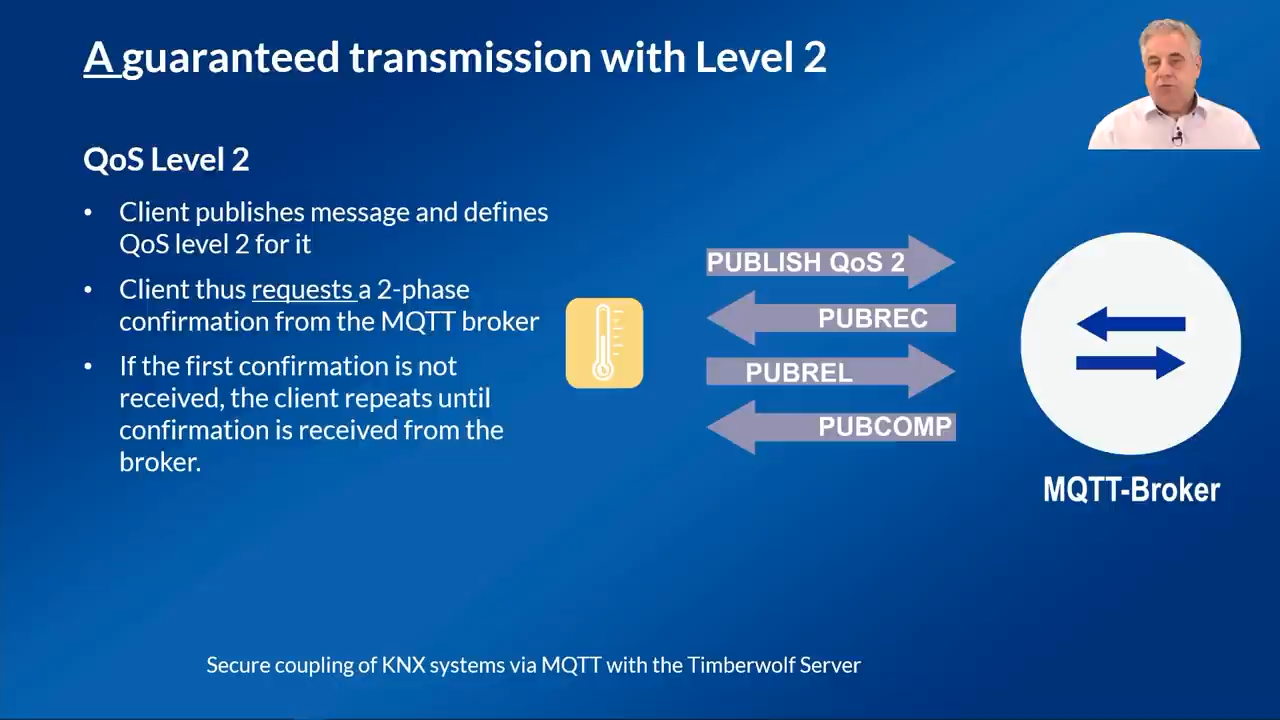 A guaranteed transmission with Level 2
QoS Level 2
• Client publishes message and defines
QoS level 2 for it
• Client thus requests a 2-phase
confirmation from the MQTT broker
• If the first confirmation is not
received, the client repeats until
confirmation is received from the
broker.
PUBLISH QoS 2
PUBREC
PUBREL
PUBCOMP
MQTT-Broker
Secure coupling of KNX systems via MQTT with the Timberwolf Server